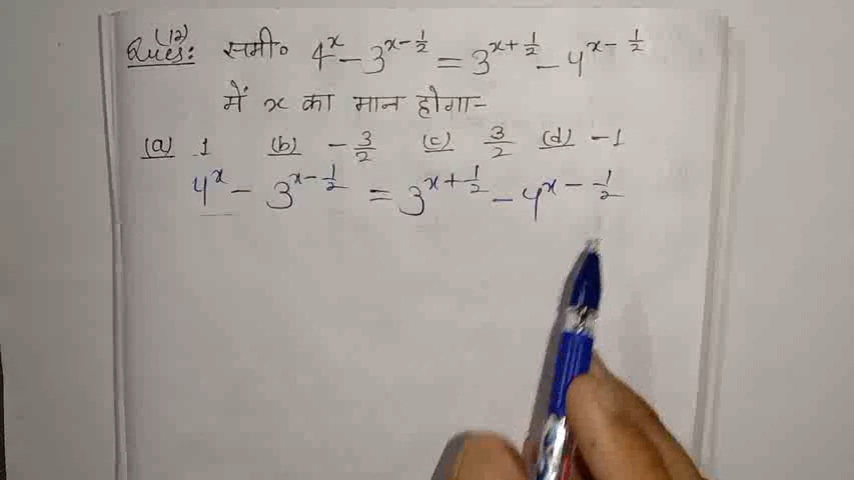 Ques: (12) समी० 4^x - 3^{x - 1/2} = 3^{x + 1/2} - 4^{x - 1/2}
में x का मान होगा-
(a) 1 (b) - 3/2 (c) 3/2 (d) - 1
4^x - 3^{x - 1/2} = 3^{x + 1/2} - 4^{x - 1/2}